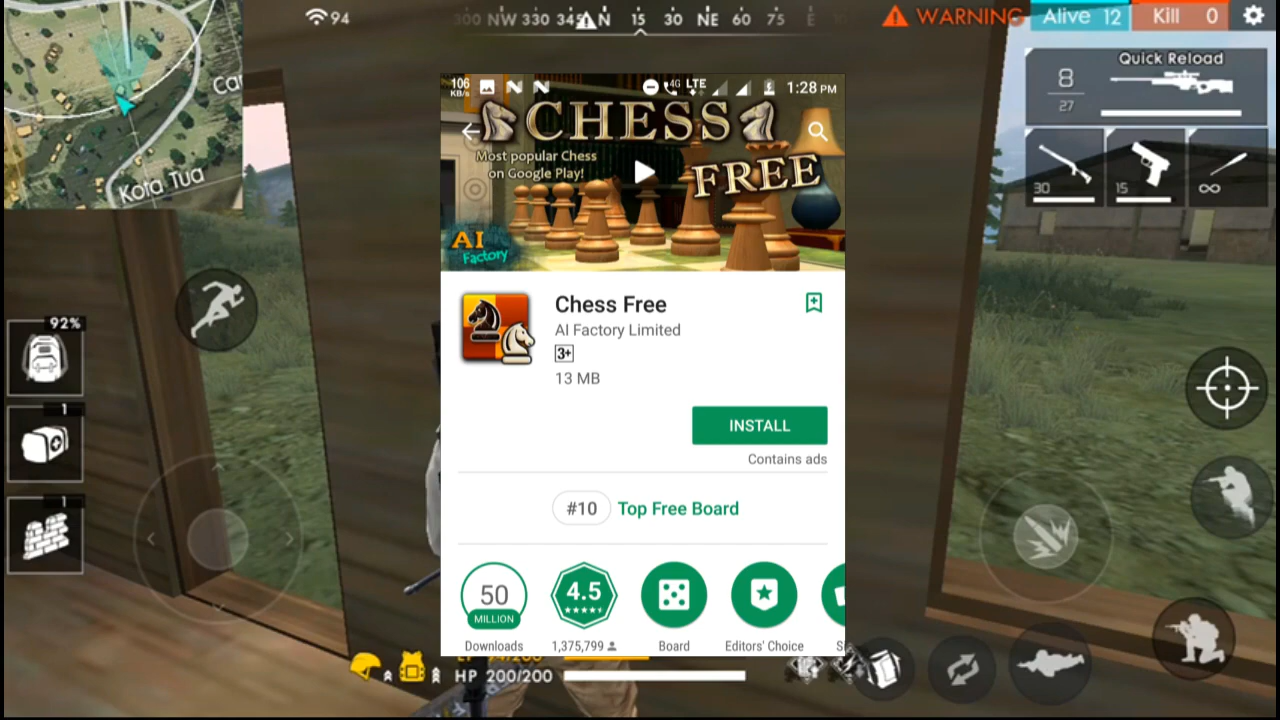 94
300 NW 330 345 N 15 30 NE 60 75 E
WARNING
Alive 12
Kill 0
Kota Tua
Quick Reload
8
27
30
15
∞
92%
1
1
106
KB/s
4G LTE
1:28 PM
CHESS
FREE
Most popular Chess
on Google Play!
AI
Factory
Chess Free
AI Factory Limited
3+
13 MB
INSTALL
Contains ads
#10 Top Free Board
50
MILLION
Downloads
4.5
1,375,799
Board
Editors' Choice
HP 200/200